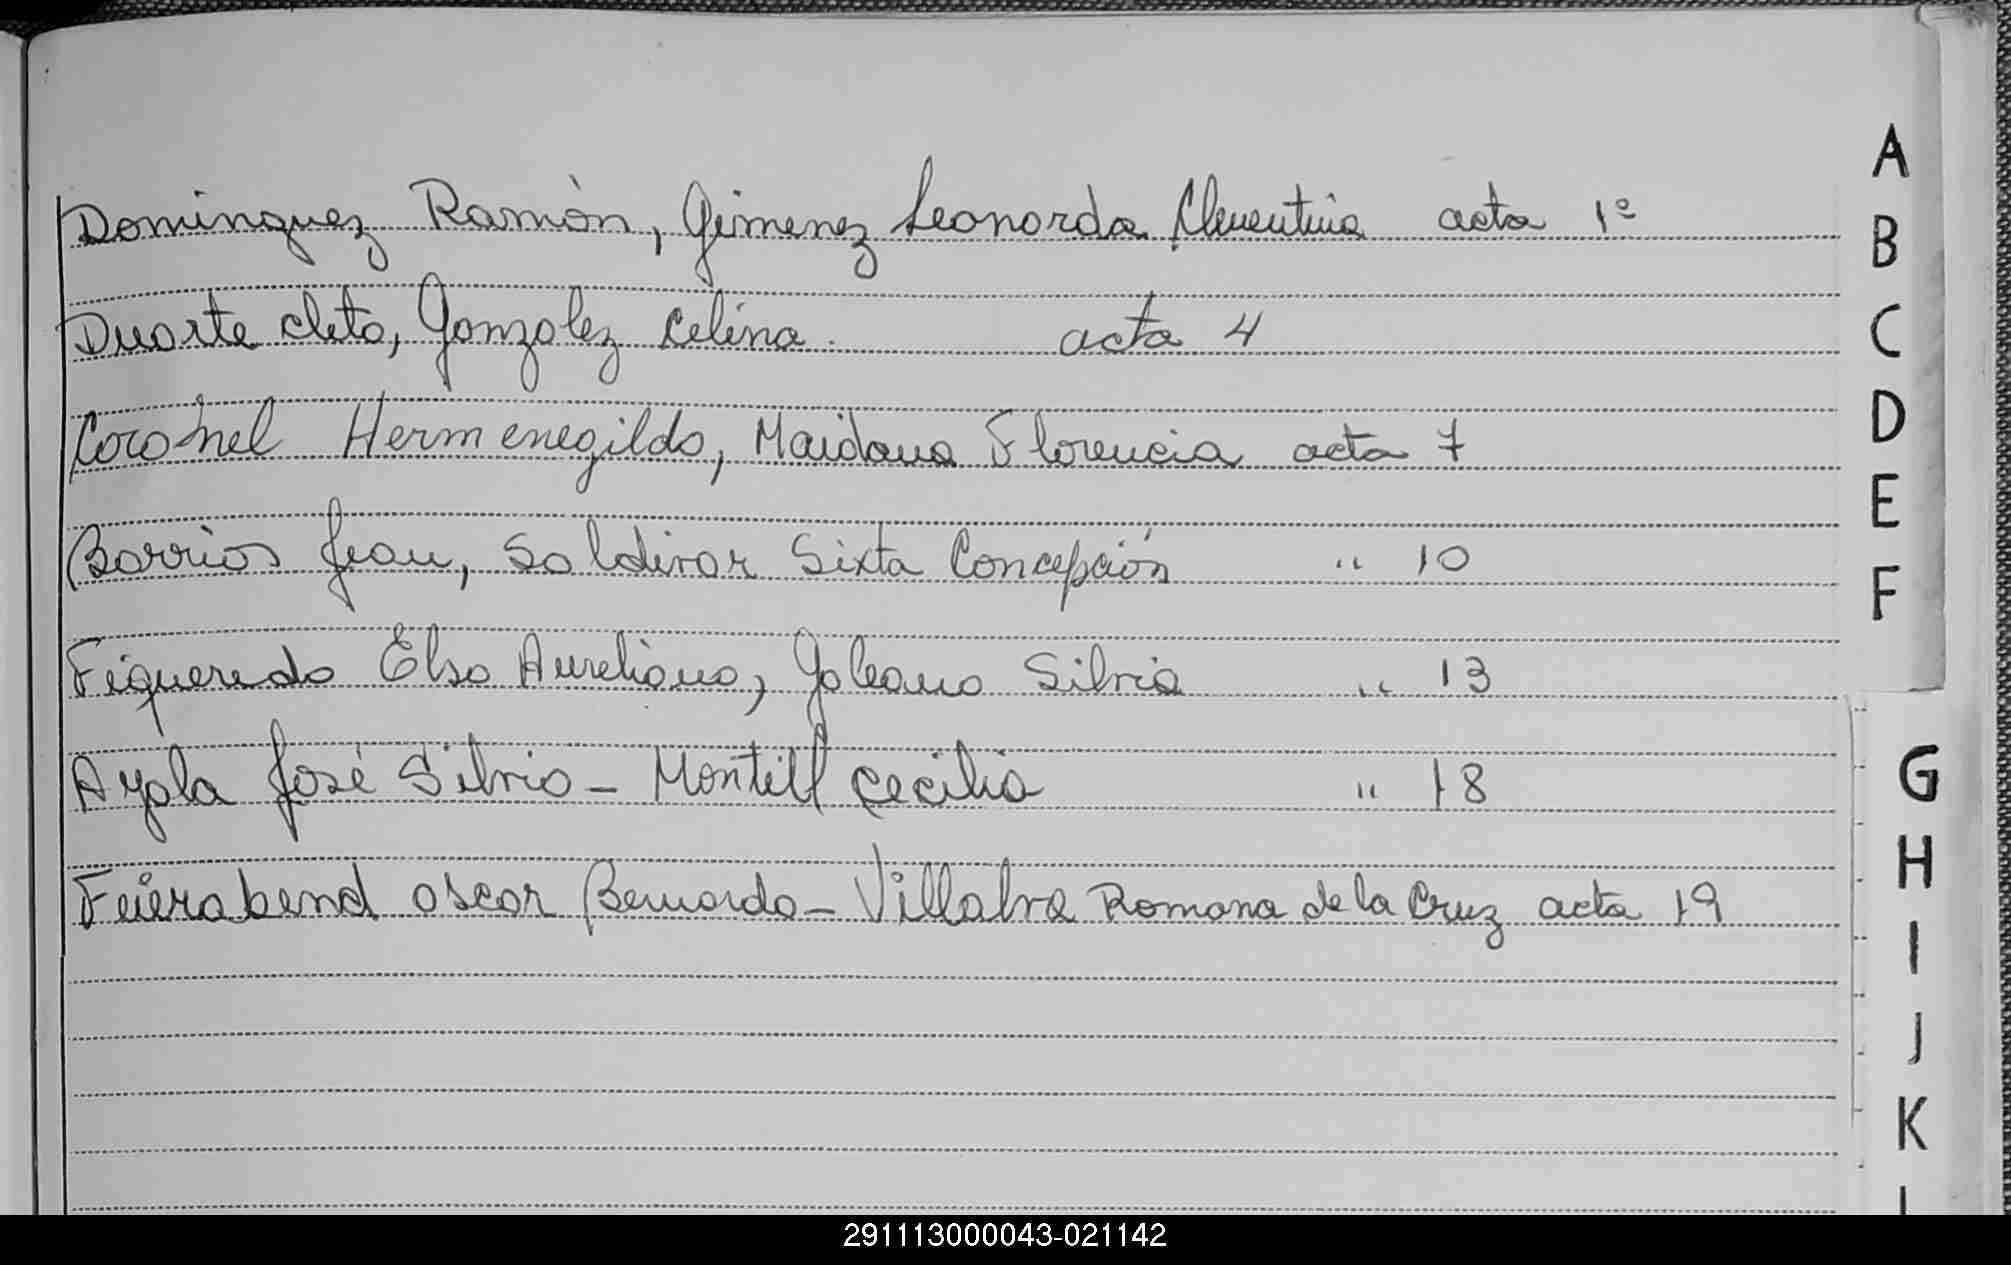 Dominguez Ramón, Gimenez Leonarda Clementina acta 1º
Duarte Cleto, Gonzalez Celina. acta 4
Coronel Hermenegildo, Maidana Florencia acta 7
Barrios Juan, Saldivar Sixta Concepción " 10
Figueredo Elso Aureliano, Galeano Silvia " 13
Ayala José Silvio - Montiel Cecilia " 18
Feierabend Oscar Bernardo - Villalva Romana de la Cruz acta 19
A
B
C
D
E
F
G
H
I
J
K
291113000043-021142